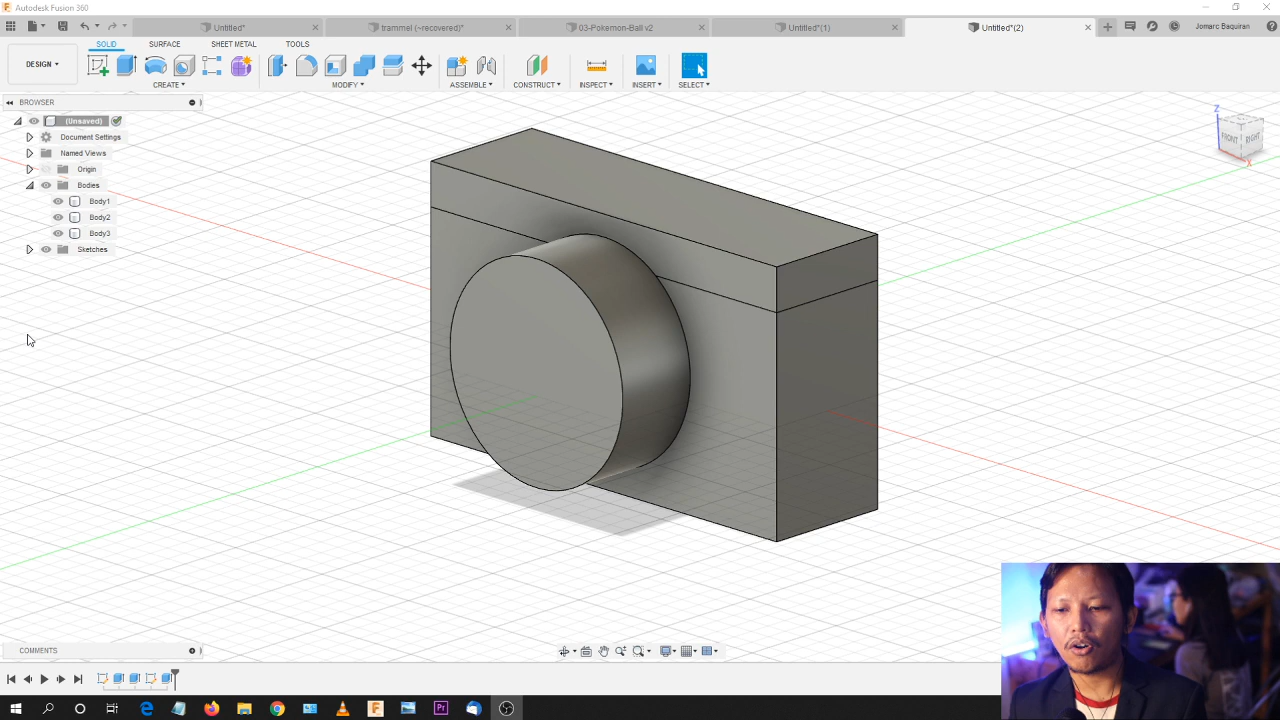 Autodesk Fusion 360
Untitled*
trammel (~recovered)*
03-Pokemon-Ball v2
Untitled*(1)
Untitled*(2)
Jomarc Baquiran
SOLID
SURFACE
SHEET METAL
TOOLS
DESIGN
CREATE
MODIFY
ASSEMBLE
CONSTRUCT
INSPECT
INSERT
SELECT
BROWSER
(Unsaved)
Document Settings
Named Views
Origin
Bodies
Body1
Body2
Body3
Sketches
Z
FRONT
RIGHT
X
COMMENTS